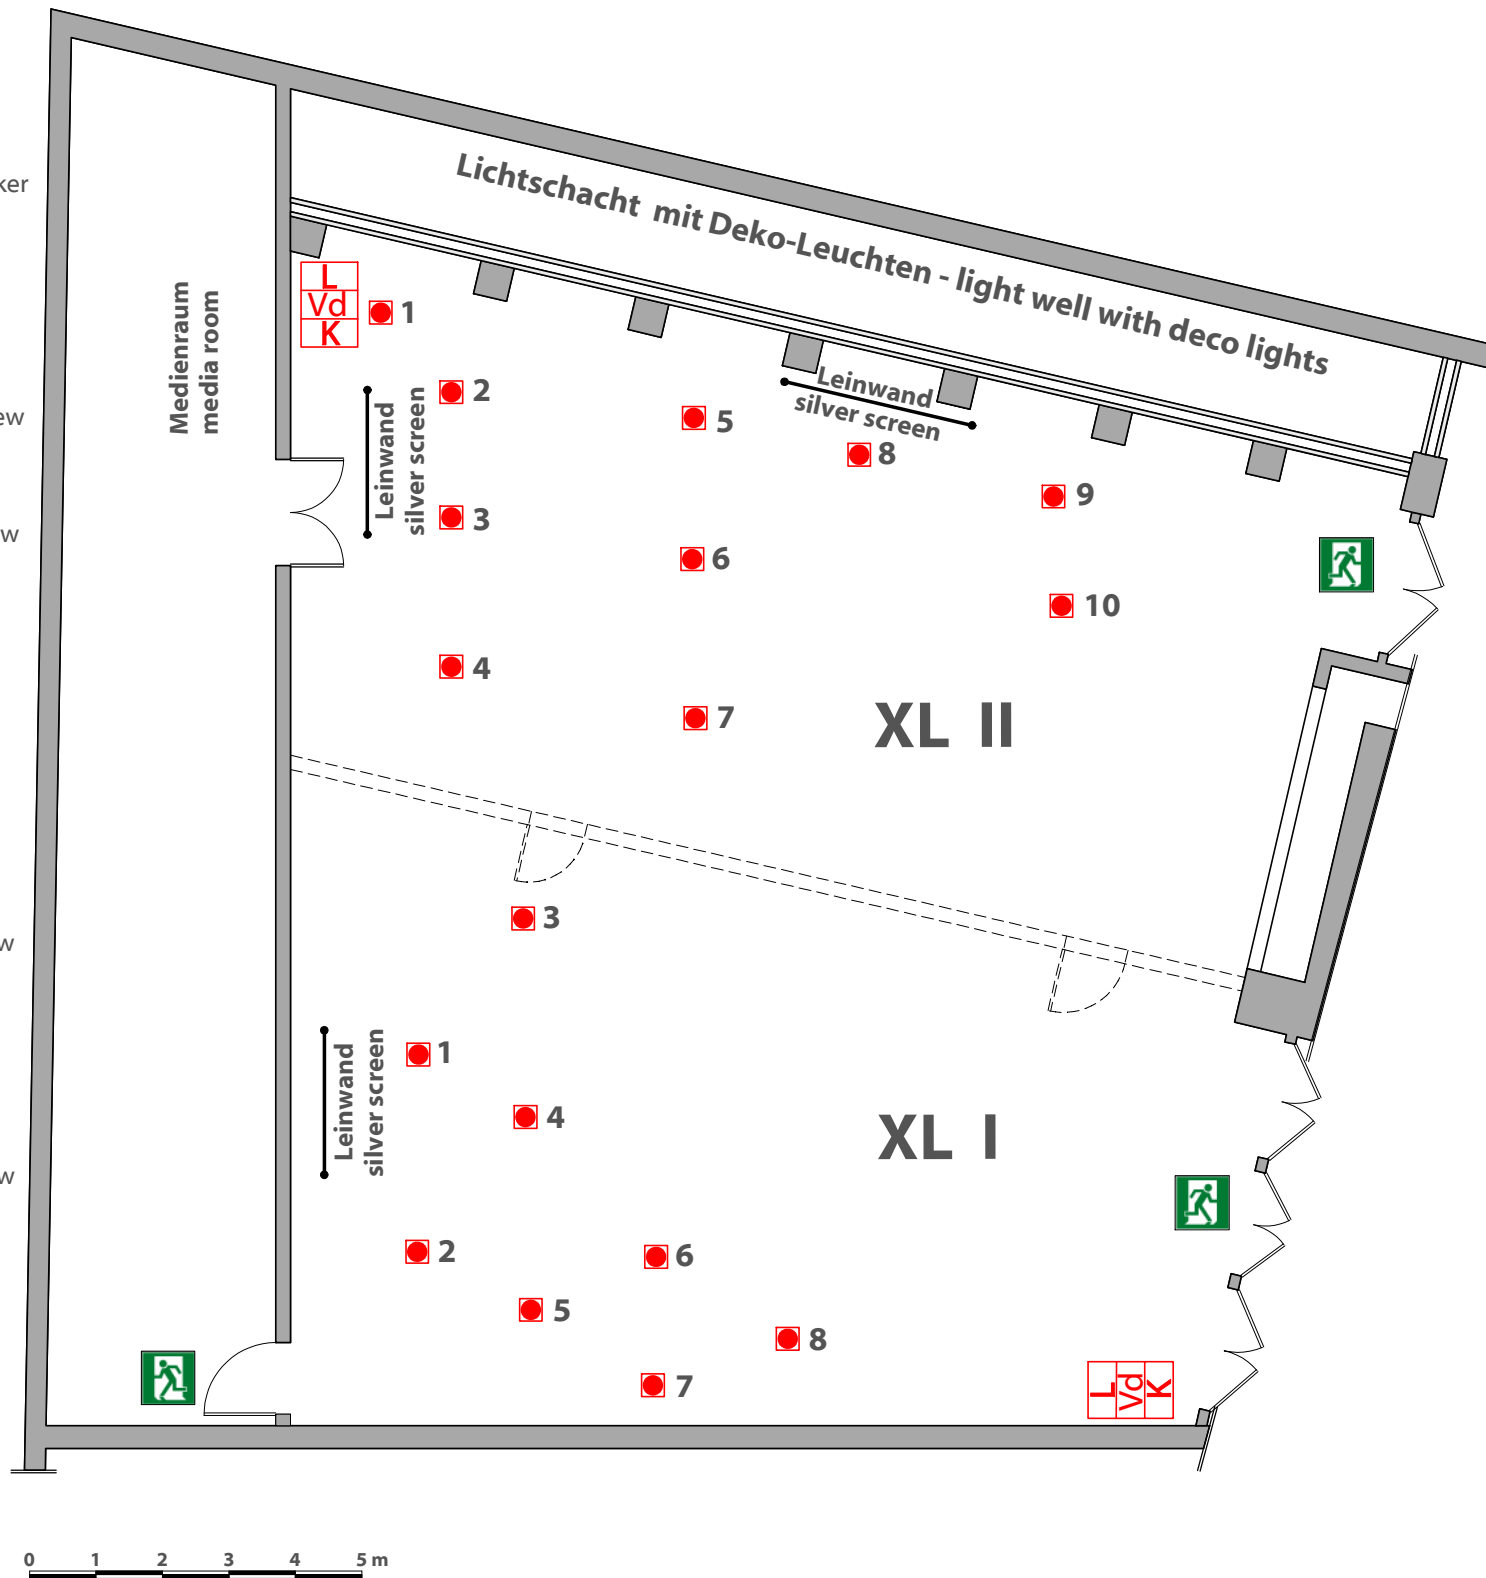 Lichtschacht mit Deko-Leuchten - light well with deco lights
ker
L
Vd
K
1
Medienraum
media room
2
Leinwand
silver screen
5
Leinwand
silver screen
8
ew
9
3
w
6
10
4
7
XL II
3
w
1
Leinwand
silver screen
4
XL I
w
2
6
5
8
7
L
Vd
K
0 1 2 3 4 5 m